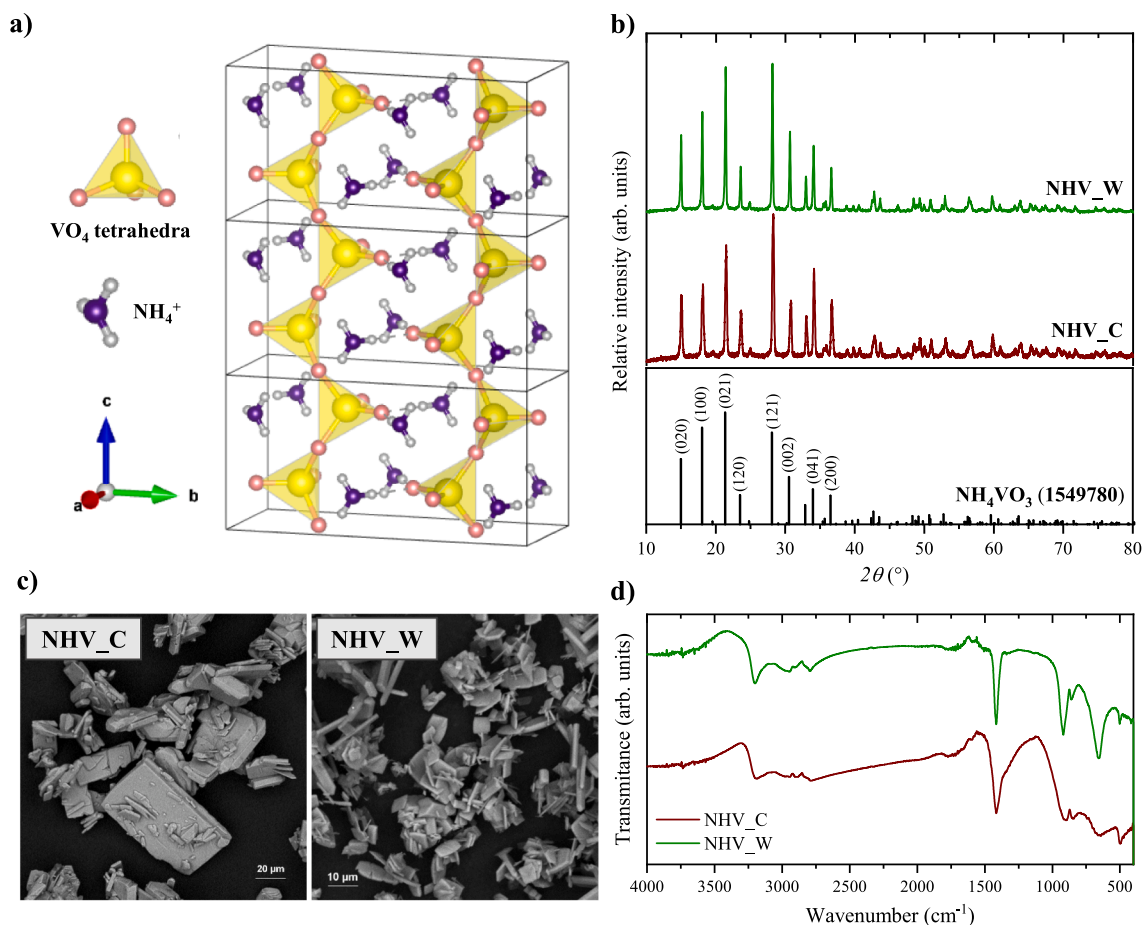 a)
VO₄ tetrahedra
NH₄⁺
c
a
b
b)
Relative intensity (arb. units)
NHV_W
NHV_C
(020)
(100)
(021)
(120)
(121)
(002)
(041)
(200)
NH₄VO₃ (1549780)
10 20 30 40 50 60 70 80
2θ (°)
c)
NHV_C
20 µm
NHV_W
10 µm
d)
Transmitance (arb. units)
NHV_C
NHV_W
4000 3500 3000 2500 2000 1500 1000 500
Wavenumber (cm⁻¹)